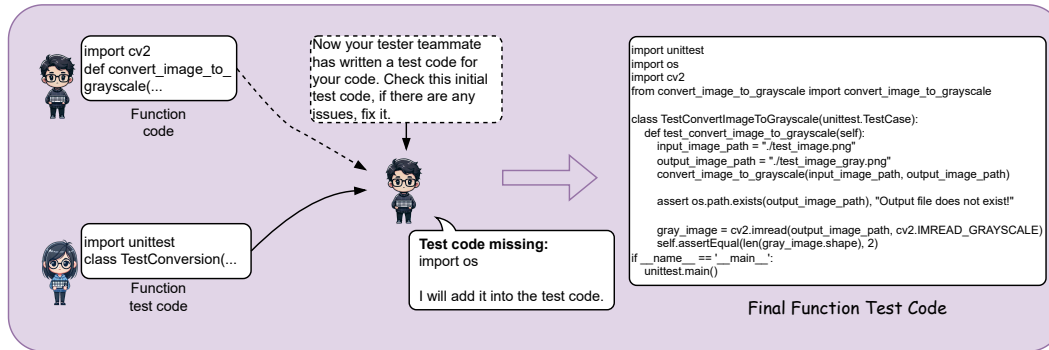 import cv2
def convert_image_to_
grayscale(...
Function
code
import unittest
class TestConversion(...
Function
test code
Now your tester teammate
has written a test code for
your code. Check this initial
test code, if there are any
issues, fix it.
Test code missing:
import os
I will add it into the test code.
import unittest
import os
import cv2
from convert_image_to_grayscale import convert_image_to_grayscale
class TestConvertImageToGrayscale(unittest.TestCase):
    def test_convert_image_to_grayscale(self):
        input_image_path = "./test_image.png"
        output_image_path = "./test_image_gray.png"
        convert_image_to_grayscale(input_image_path, output_image_path)
        assert os.path.exists(output_image_path), "Output file does not exist!"
        gray_image = cv2.imread(output_image_path, cv2.IMREAD_GRAYSCALE)
        self.assertEqual(len(gray_image.shape), 2)
if __name__ == '__main__':
    unittest.main()
Final Function Test Code